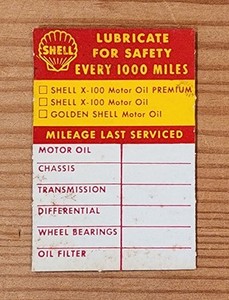 SHELL
LUBRICATE
FOR SAFETY
EVERY 1000 MILES
SHELL X-100 Motor Oil PREMIUM
SHELL X-100 Motor Oil
GOLDEN SHELL Motor Oil
MILEAGE LAST SERVICED
MOTOR OIL
CHASSIS
TRANSMISSION
DIFFERENTIAL
WHEEL BEARINGS
OIL FILTER